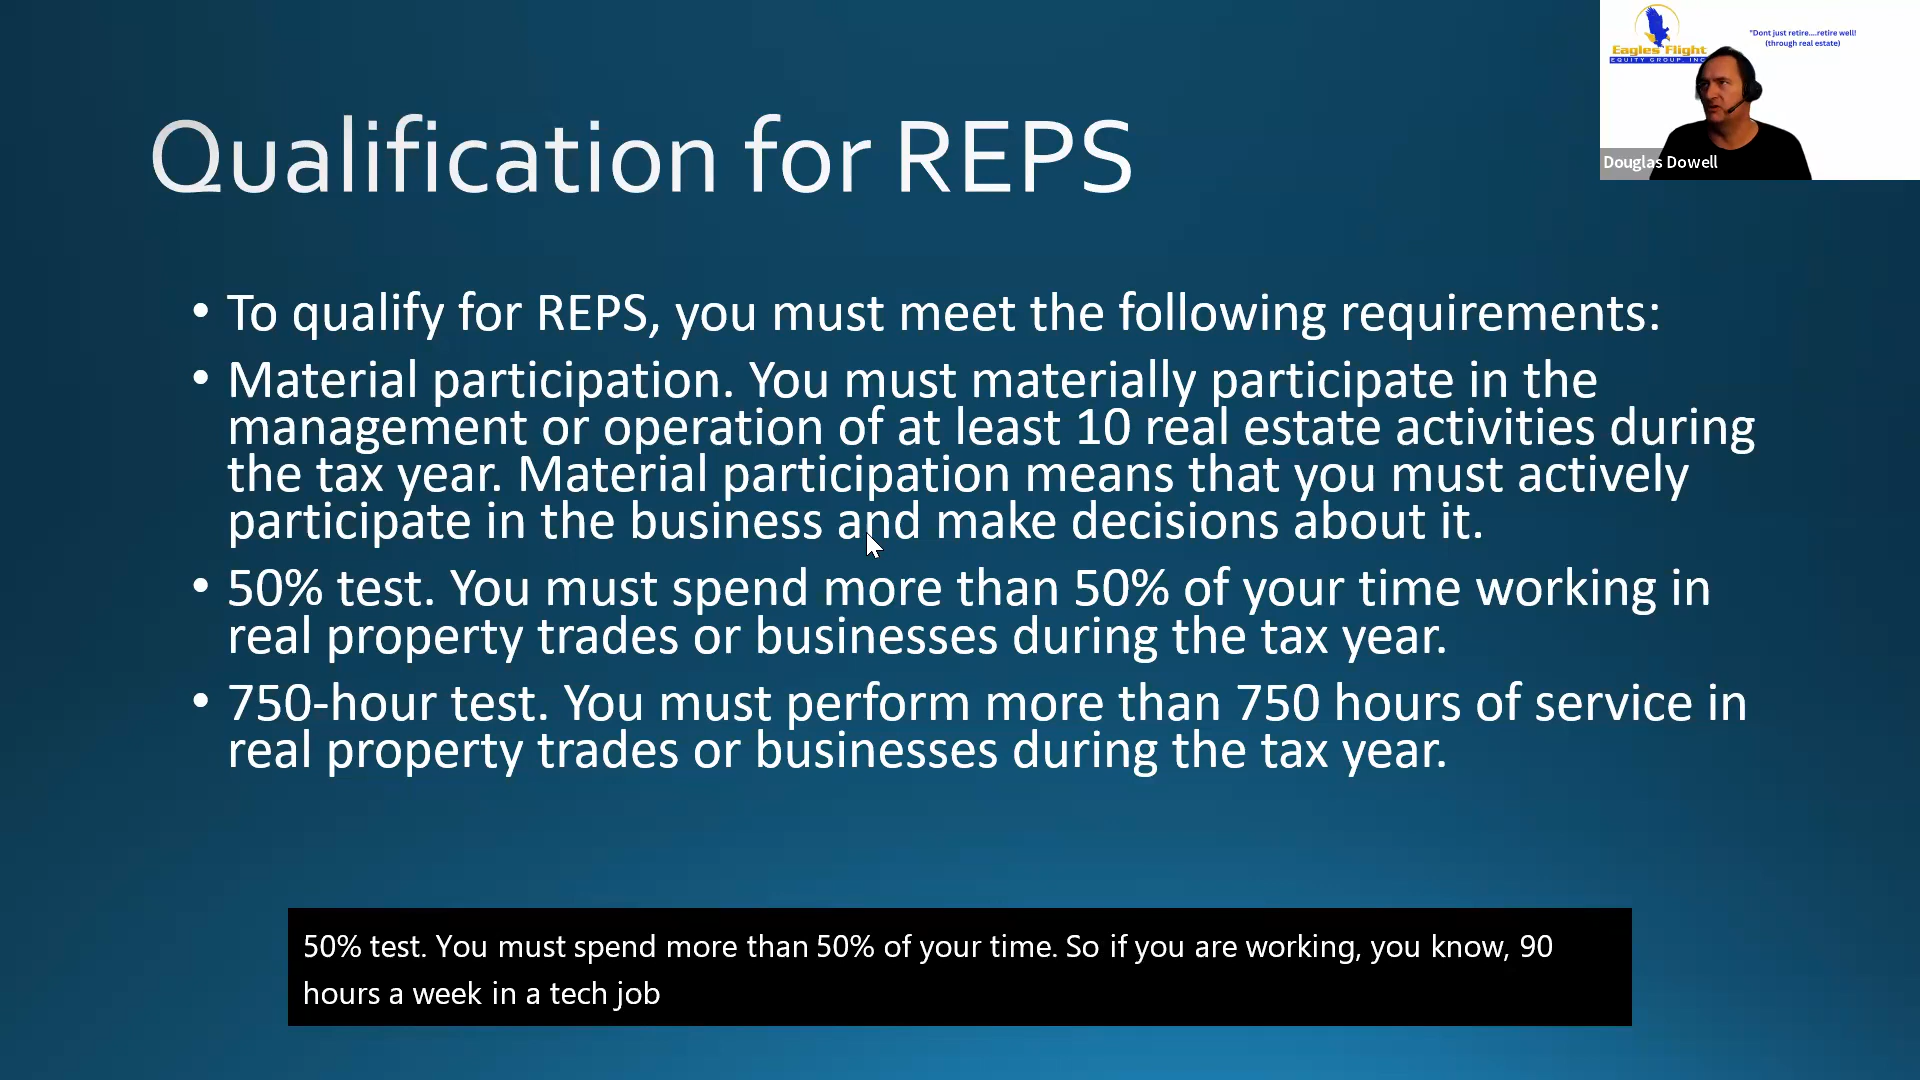 Eagles Flight
EQUITY GROUP, INC
"Dont just retire....retire well!
(through real estate)
Douglas Dowell
Qualification for REPS
• To qualify for REPS, you must meet the following requirements:
• Material participation. You must materially participate in the
management or operation of at least 10 real estate activities during
the tax year. Material participation means that you must actively
participate in the business and make decisions about it.
• 50% test. You must spend more than 50% of your time working in
real property trades or businesses during the tax year.
• 750-hour test. You must perform more than 750 hours of service in
real property trades or businesses during the tax year.
50% test. You must spend more than 50% of your time. So if you are working, you know, 90
hours a week in a tech job